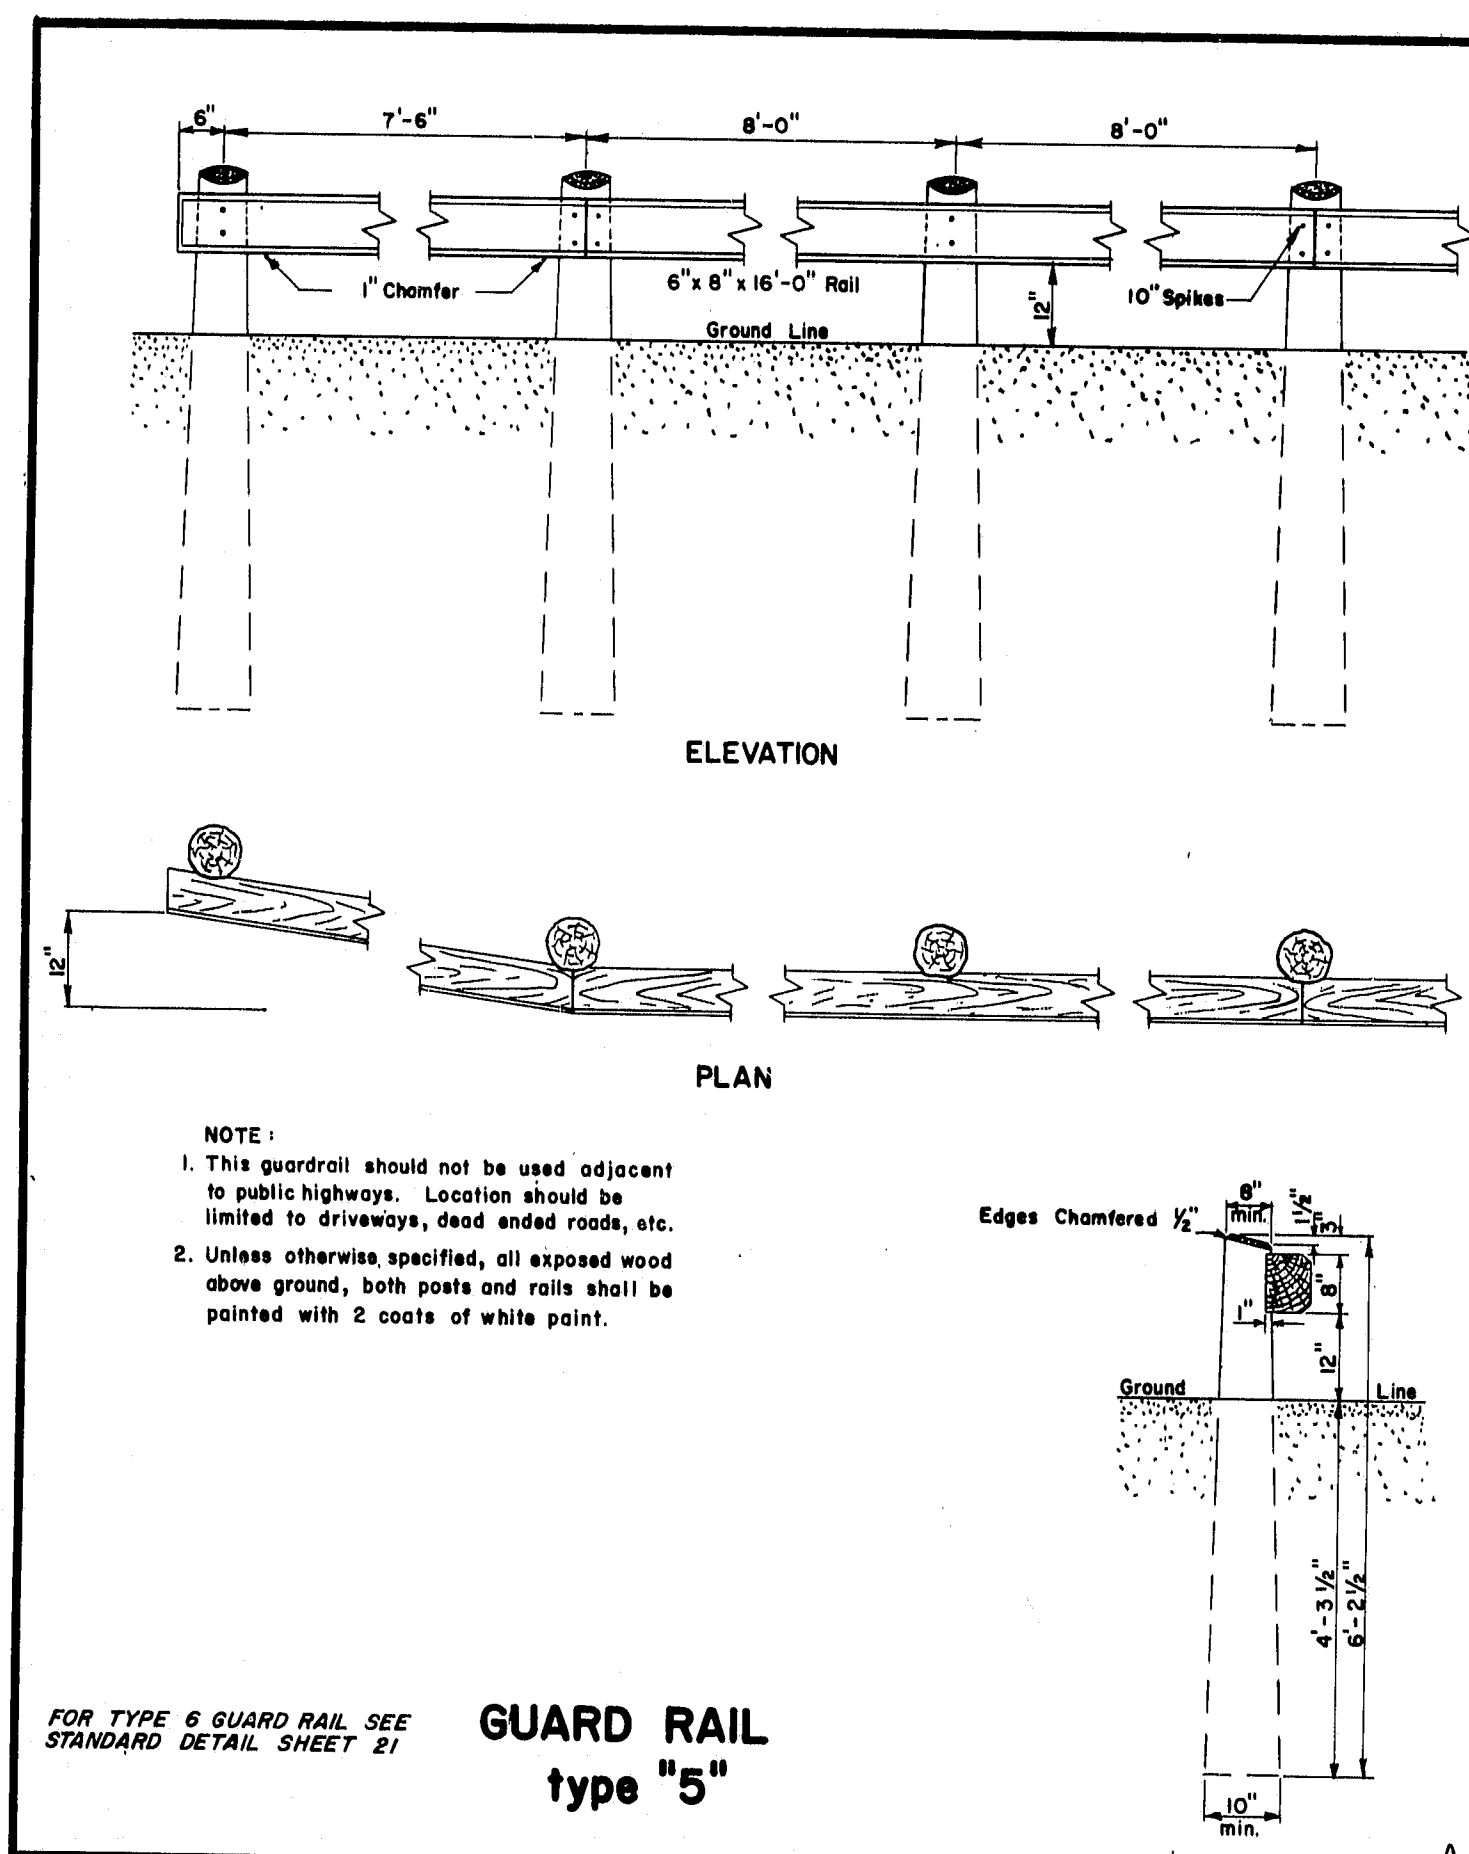 6" 7'-6" 8'-0" 8'-0"
1" Chamfer
6" x 8" x 16'-0" Rail
12"
10" Spikes
Ground Line
ELEVATION
12"
PLAN
NOTE :
1. This guardrail should not be used adjacent
to public highways. Location should be
limited to driveways, dead ended roads, etc.
2. Unless otherwise specified, all exposed wood
above ground, both posts and rails shall be
painted with 2 coats of white paint.
8"
min.
1½"
3"
Edges Chamfered ½"
8"
1"
12"
Ground Line
4'-3½"
6'-2½"
10"
min.
FOR TYPE 6 GUARD RAIL SEE
STANDARD DETAIL SHEET 21
GUARD RAIL
type "5"